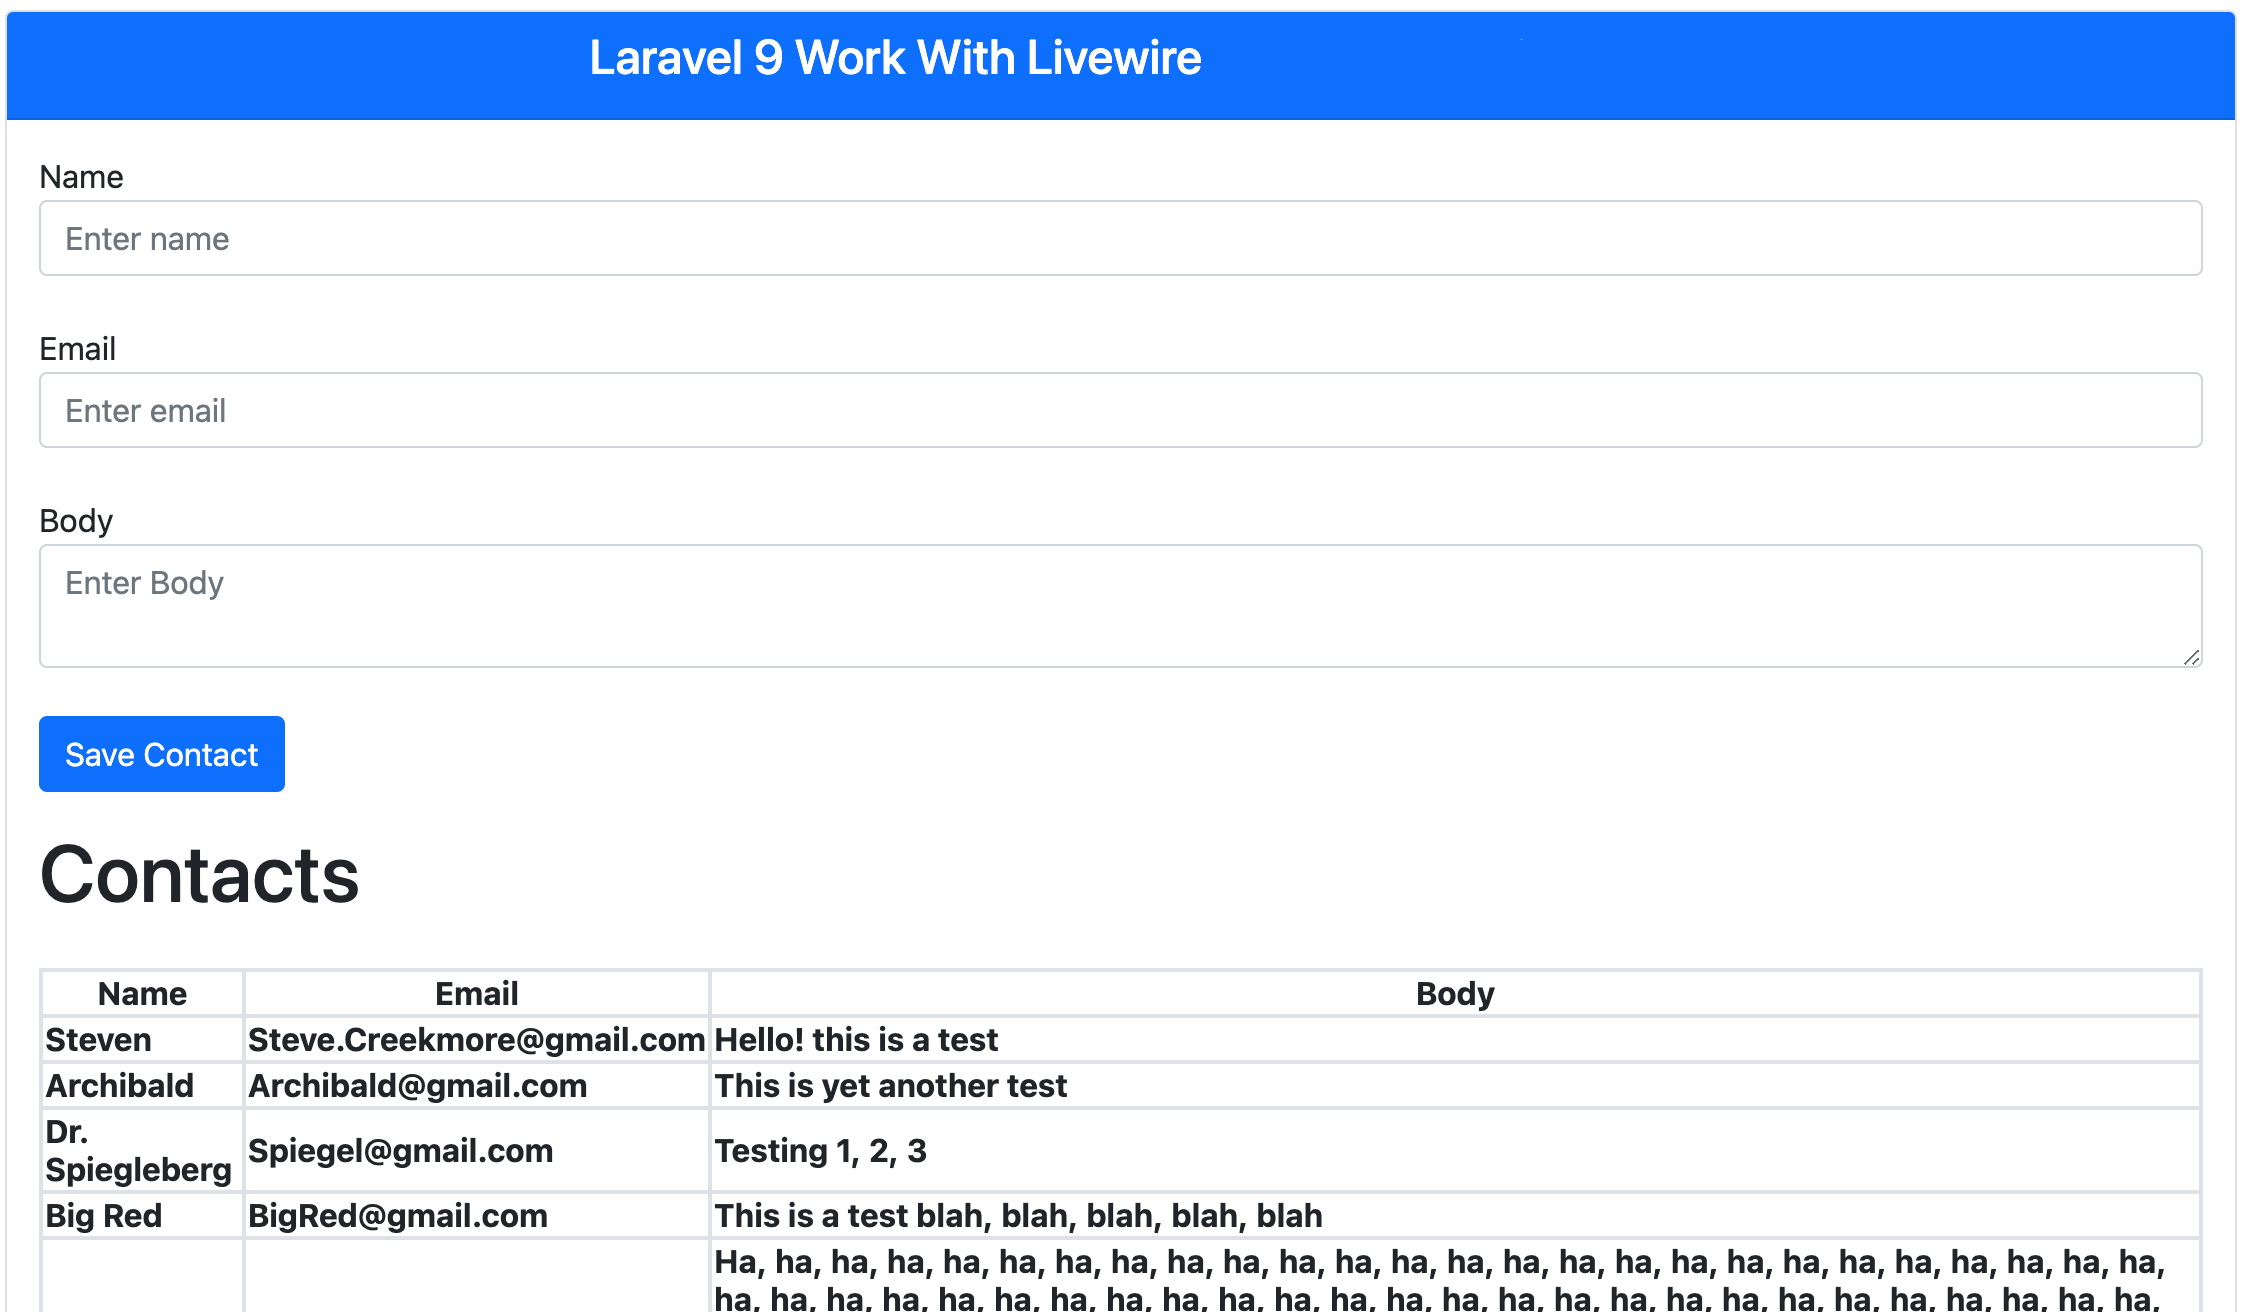 Laravel 9 Work With Livewire
Name
Enter name
Email
Enter email
Body
Enter Body
Save Contact
Contacts
Name Email Body
Steven Steve.Creekmore@gmail.com Hello! this is a test
Archibald Archibald@gmail.com This is yet another test
Dr.
Spiegleberg Spiegel@gmail.com Testing 1, 2, 3
Big Red BigRed@gmail.com This is a test blah, blah, blah, blah, blah
Ha, ha, ha, ha, ha, ha, ha, ha, ha, ha, ha, ha, ha, ha, ha, ha, ha, ha, ha, ha, ha, ha, ha, ha, ha, ha,
ha, ha, ha, ha, ha, ha, ha, ha, ha, ha, ha, ha, ha, ha, ha, ha, ha, ha, ha, ha, ha, ha, ha, ha, ha, ha,